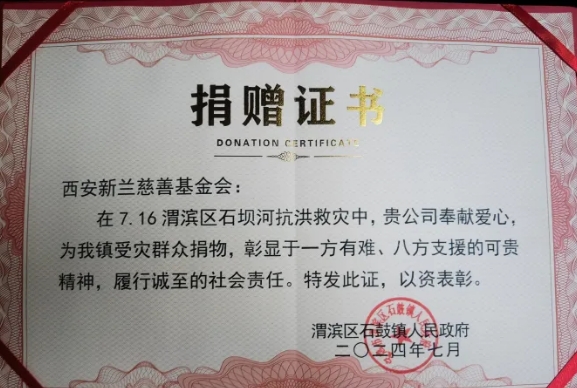 捐赠证书
DONATION CERTIFICATE
西安新兰慈善基金会：
在7.16渭滨区石坝河抗洪救灾中，贵公司奉献爱心，
为我镇受灾群众捐物，彰显于一方有难、八方支援的可贵
精神，履行诚至的社会责任。特发此证，以资表彰。
渭滨区石鼓镇人民政府
二〇二四年七月